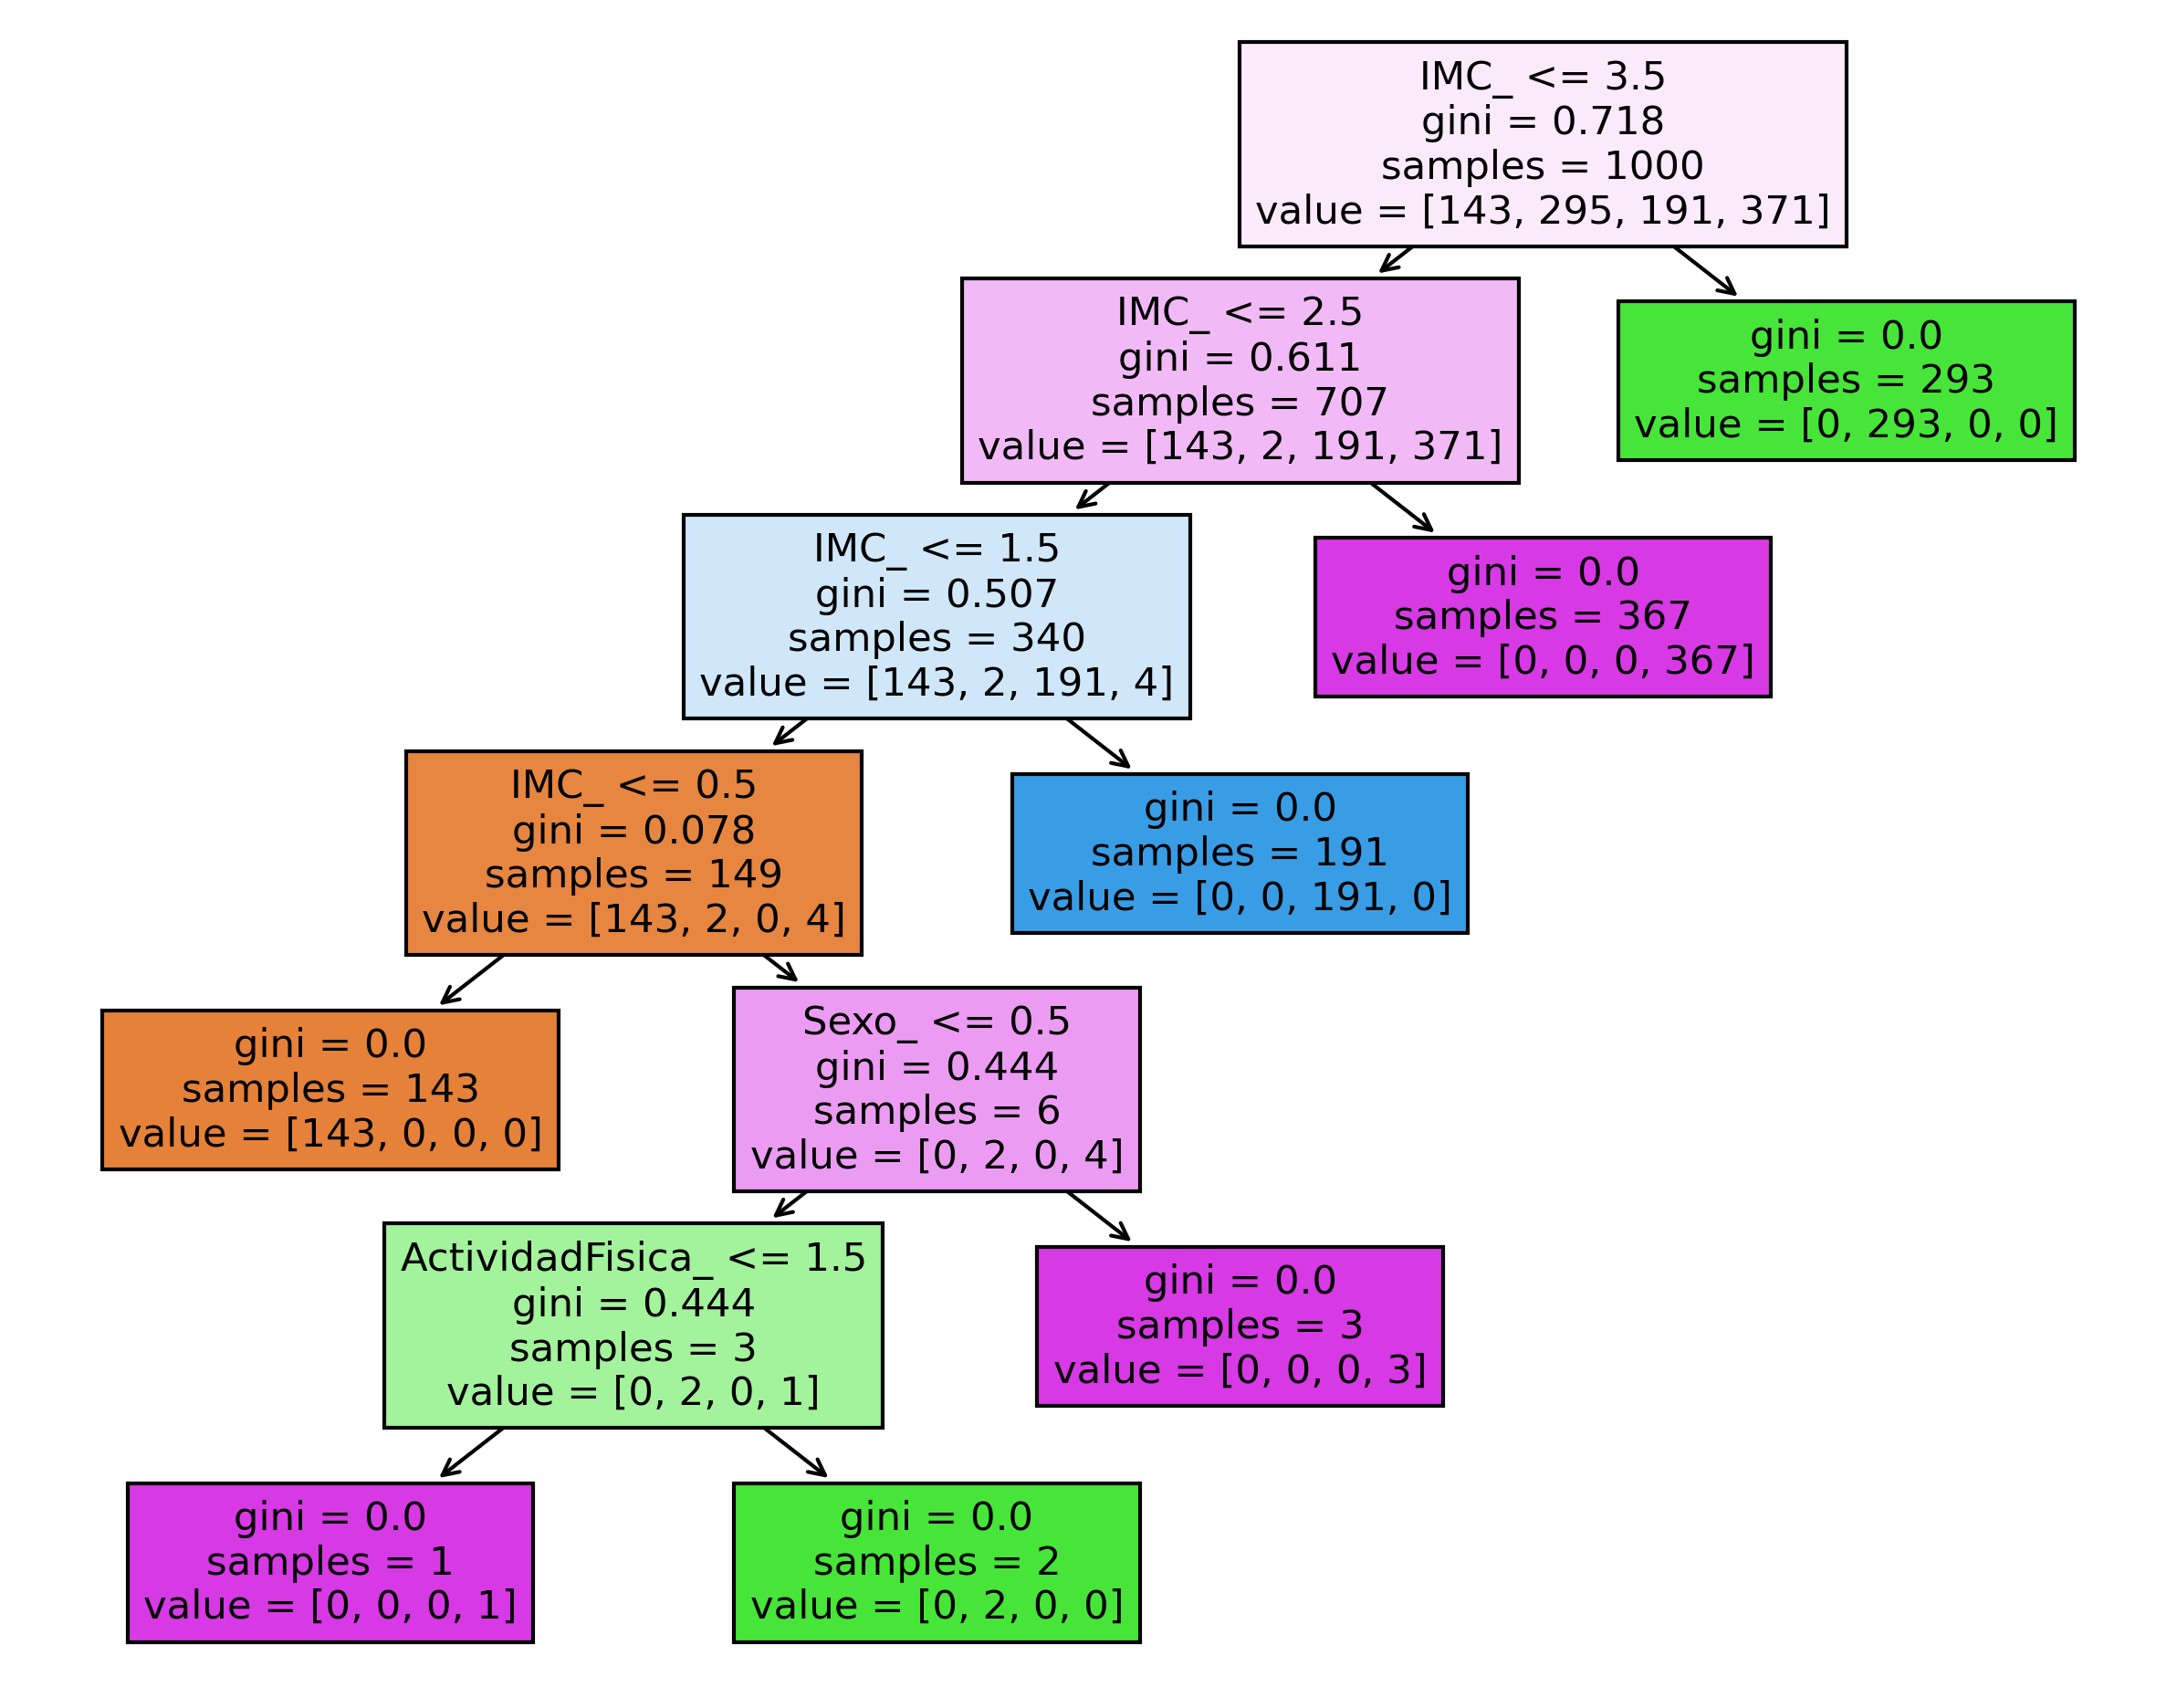 IMC_ <= 3.5
gini = 0.718
samples = 1000
value = [143, 295, 191, 371]
IMC_ <= 2.5
gini = 0.611
samples = 707
value = [143, 2, 191, 371]
gini = 0.0
samples = 293
value = [0, 293, 0, 0]
IMC_ <= 1.5
gini = 0.507
samples = 340
value = [143, 2, 191, 4]
gini = 0.0
samples = 367
value = [0, 0, 0, 367]
IMC_ <= 0.5
gini = 0.078
samples = 149
value = [143, 2, 0, 4]
gini = 0.0
samples = 191
value = [0, 0, 191, 0]
gini = 0.0
samples = 143
value = [143, 0, 0, 0]
Sexo_ <= 0.5
gini = 0.444
samples = 6
value = [0, 2, 0, 4]
ActividadFisica_ <= 1.5
gini = 0.444
samples = 3
value = [0, 2, 0, 1]
gini = 0.0
samples = 3
value = [0, 0, 0, 3]
gini = 0.0
samples = 1
value = [0, 0, 0, 1]
gini = 0.0
samples = 2
value = [0, 2, 0, 0]